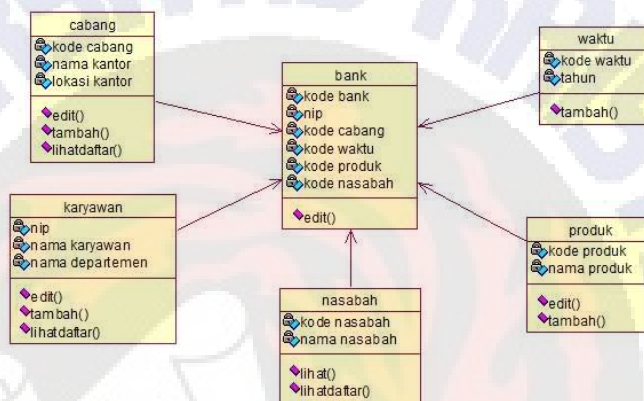 cabang
kode cabang
nama kantor
lokasi kantor
edit()
tambah()
lihatdaftar()
bank
kode bank
nip
kode cabang
kode waktu
kode produk
kode nasabah
edit()
waktu
kode waktu
tahun
tambah()
karyawan
nip
nama karyawan
nama departemen
edit()
tambah()
lihatdaftar()
nasabah
kode nasabah
nama nasabah
lihat()
lihatdaftar()
produk
kode produk
nama produk
edit()
tambah()